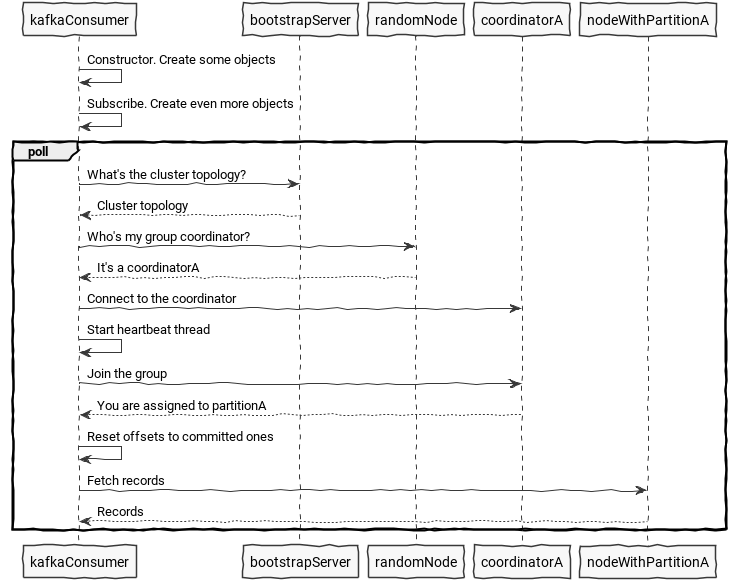 kafkaConsumer bootstrapServer randomNode coordinatorA nodeWithPartitionA
Constructor. Create some objects
Subscribe. Create even more objects
poll
What's the cluster topology?
Cluster topology
Who's my group coordinator?
It's a coordinatorA
Connect to the coordinator
Start heartbeat thread
Join the group
You are assigned to partitionA
Reset offsets to committed ones
Fetch records
Records
kafkaConsumer bootstrapServer randomNode coordinatorA nodeWithPartitionA